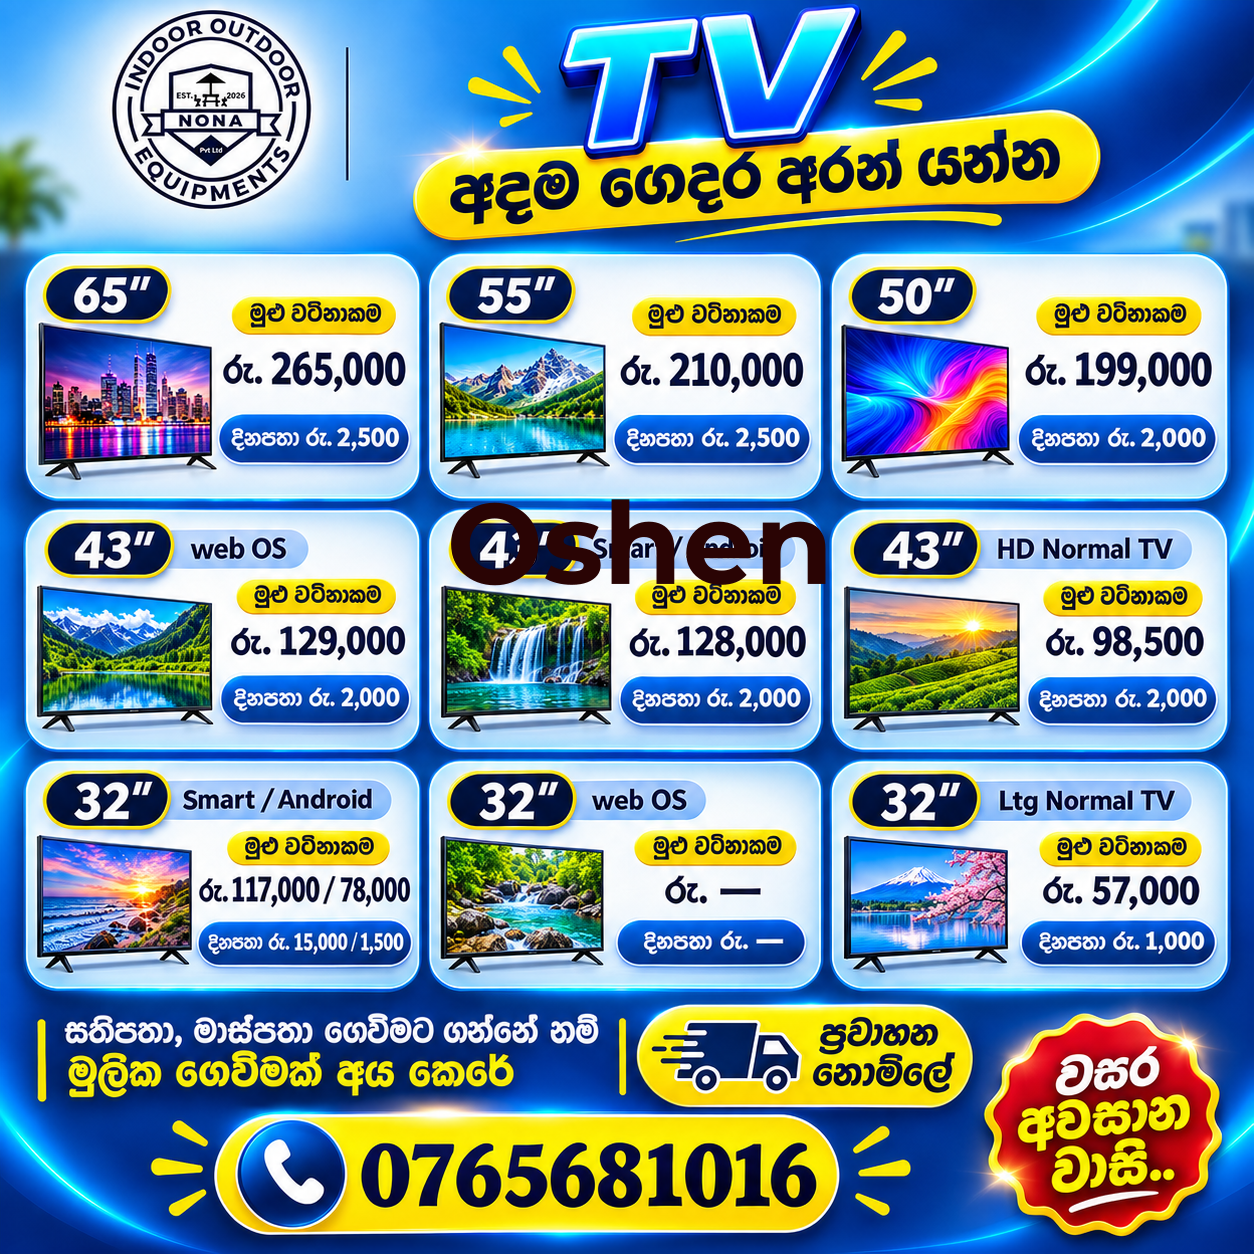 INDOOR OUTDOOR
EST. 2026
NONA
Pvt Ltd
EQUIPMENTS
TV
අදම ගෙදර අරන් යන්න
65"
මුළු වටිනාකම
රු. 265,000
දිනපතා රු. 2,500
55"
මුළු වටිනාකම
රු. 210,000
දිනපතා රු. 2,500
50"
මුළු වටිනාකම
රු. 199,000
දිනපතා රු. 2,000
Oshen
43" web OS
මුළු වටිනාකම
රු. 129,000
දිනපතා රු. 2,000
43" Smart / Android
මුළු වටිනාකම
රු. 128,000
දිනපතා රු. 2,000
43" HD Normal TV
මුළු වටිනාකම
රු. 98,500
දිනපතා රු. 2,000
32" Smart / Android
මුළු වටිනාකම
රු. 117,000 / 78,000
දිනපතා රු. 15,000 / 1,500
32" web OS
මුළු වටිනාකම
රු. —
දිනපතා රු. —
32" Ltg Normal TV
මුළු වටිනාකම
රු. 57,000
දිනපතා රු. 1,000
සතිපතා, මාස්පතා ගෙවිමට ගන්නේ නම්
මුලික ගෙවිමක් අය කෙරේ
ප්‍රවාහන
නොමිලේ
වසර
අවසාන
වාසි..
0765681016